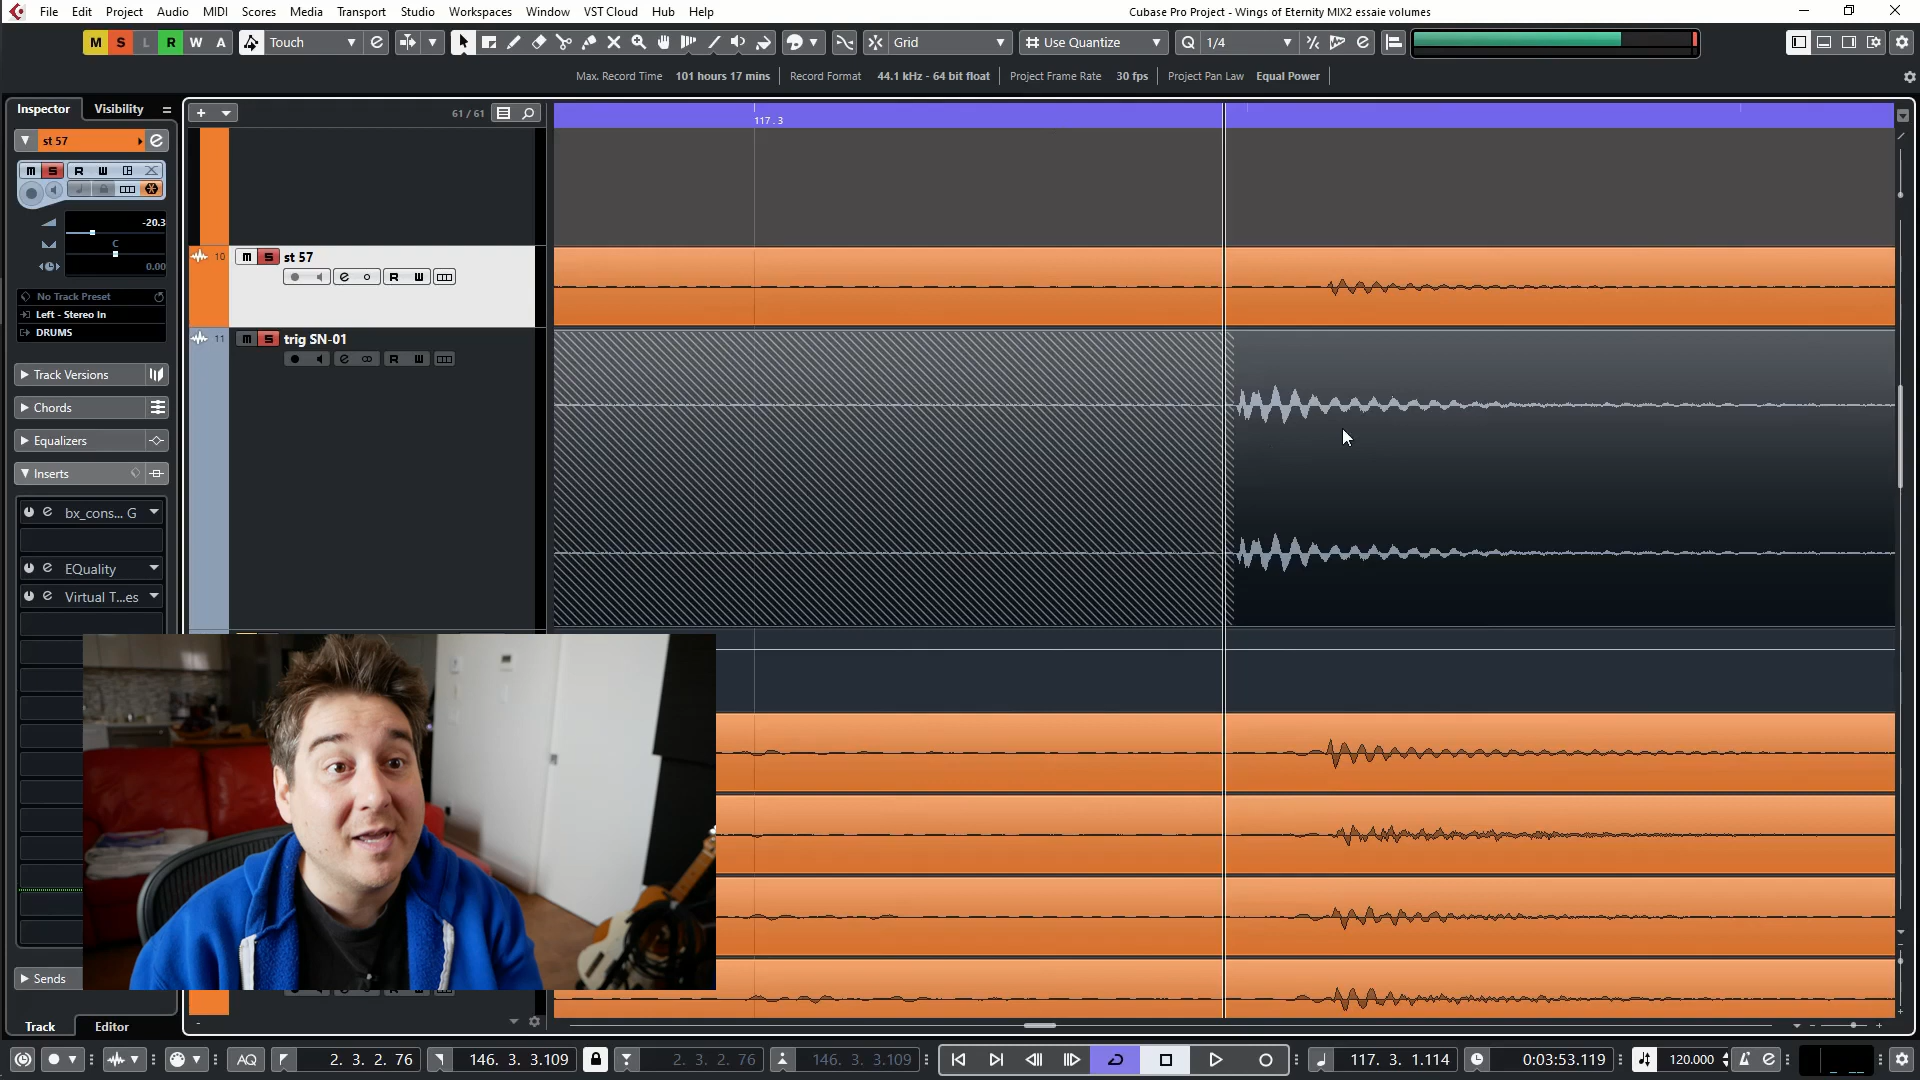 File Edit Project Audio MIDI Scores Media Transport Studio Workspaces Window VST Cloud Hub Help
Cubase Pro Project - Wings of Eternity MIX2 essaie volumes
M S L R W A
Touch
Grid
Use Quantize
Q 1/4
Max. Record Time 101 hours 17 mins
Record Format 44.1 kHz - 64 bit float
Project Frame Rate 30 fps
Project Pan Law Equal Power
Inspector Visibility
61 / 61
117 . 3
st 57
M S R W
-20.3
C
0.00
No Track Preset
Left - Stereo In
DRUMS
Track Versions
Chords
Equalizers
Inserts
bx_cons... G
EQuality
Virtual T...es
Sends
Track Editor
10
m S st 57
R W
11
m S trig SN-01
R W
AQ
2. 3. 2. 76
146. 3. 3.109
2. 3. 2. 76
146. 3. 3.109
117. 3. 1.114
0:03:53.119
120.000